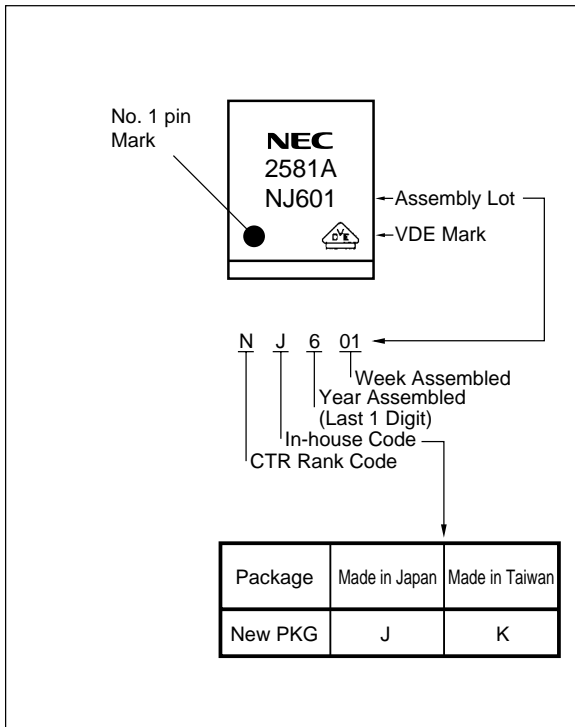 No. 1 pin
Mark
NEC
2581A
NJ601
Assembly Lot
VDE Mark
DVE
N J 6 01
Week Assembled
Year Assembled
(Last 1 Digit)
In-house Code
CTR Rank Code
Package Made in Japan Made in Taiwan
New PKG J K